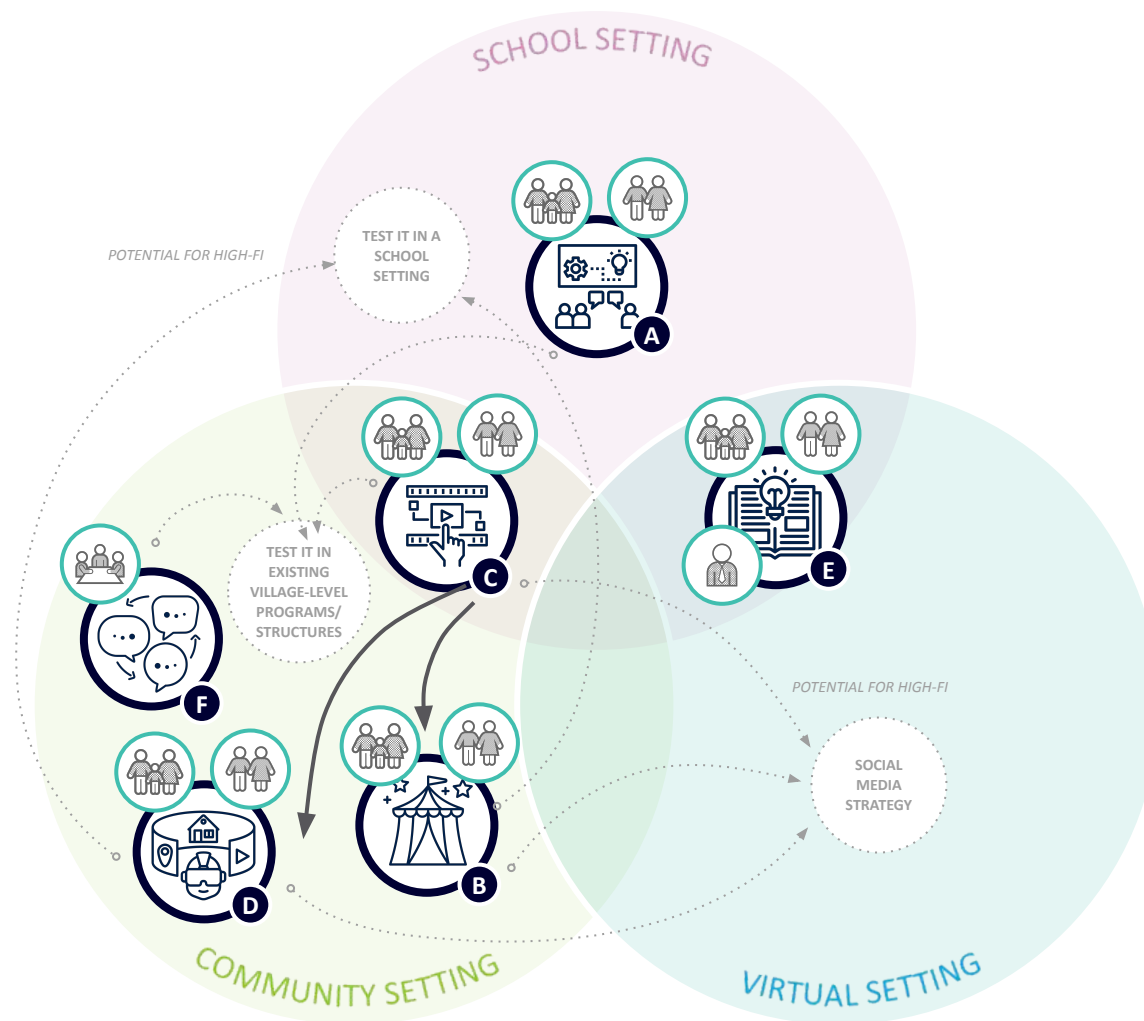 SCHOOL SETTING
POTENTIAL FOR HIGH-FI
TEST IT IN A
SCHOOL
SETTING
A
C
E
TEST IT IN
EXISTING
VILLAGE-LEVEL
PROGRAMS/
STRUCTURES
F
POTENTIAL FOR HIGH-FI
SOCIAL
MEDIA
STRATEGY
B
D
COMMUNITY SETTING
VIRTUAL SETTING